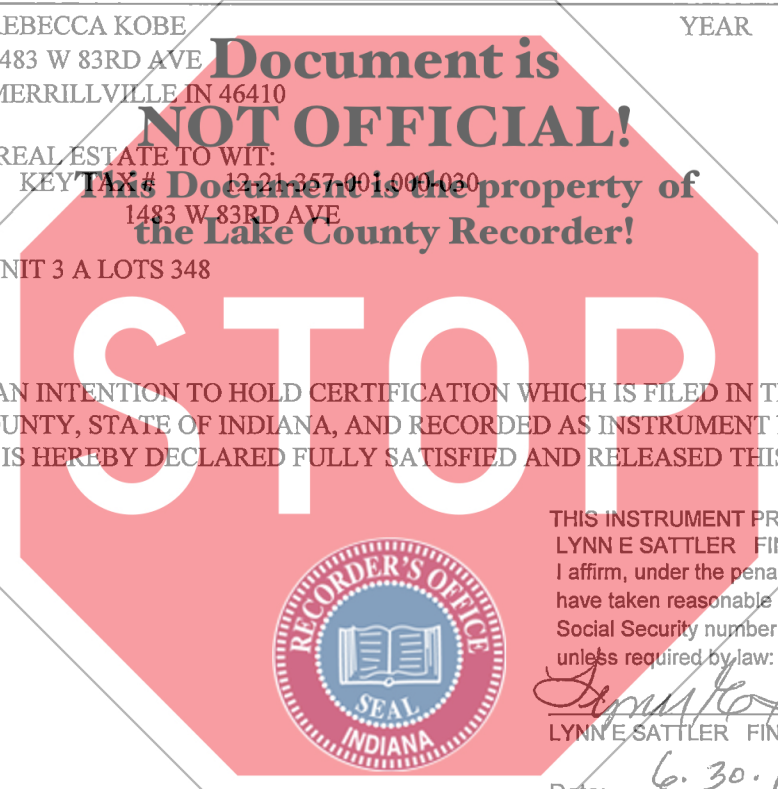 EBECCA KOBE YEAR
483 W 83RD AVE
MERRILLVILLE IN 46410
Document is
NOT OFFICIAL!
REAL ESTATE TO WIT:
KEY TAX # 12-21-357-001.000-030
This Document is the property of
1483 W 83RD AVE
the Lake County Recorder!
NIT 3 A LOTS 348
STOP
AN INTENTION TO HOLD CERTIFICATION WHICH IS FILED IN T
UNTY, STATE OF INDIANA, AND RECORDED AS INSTRUMENT
IS HEREBY DECLARED FULLY SATISFIED AND RELEASED THIS
THIS INSTRUMENT PR
LYNN E SATTLER FIN
I affirm, under the pena
have taken reasonable
Social Security number
unless required by law:
RECORDER'S OFFICE
SEAL
INDIANA
LYNN E SATTLER FIN
6. 30.
Date: